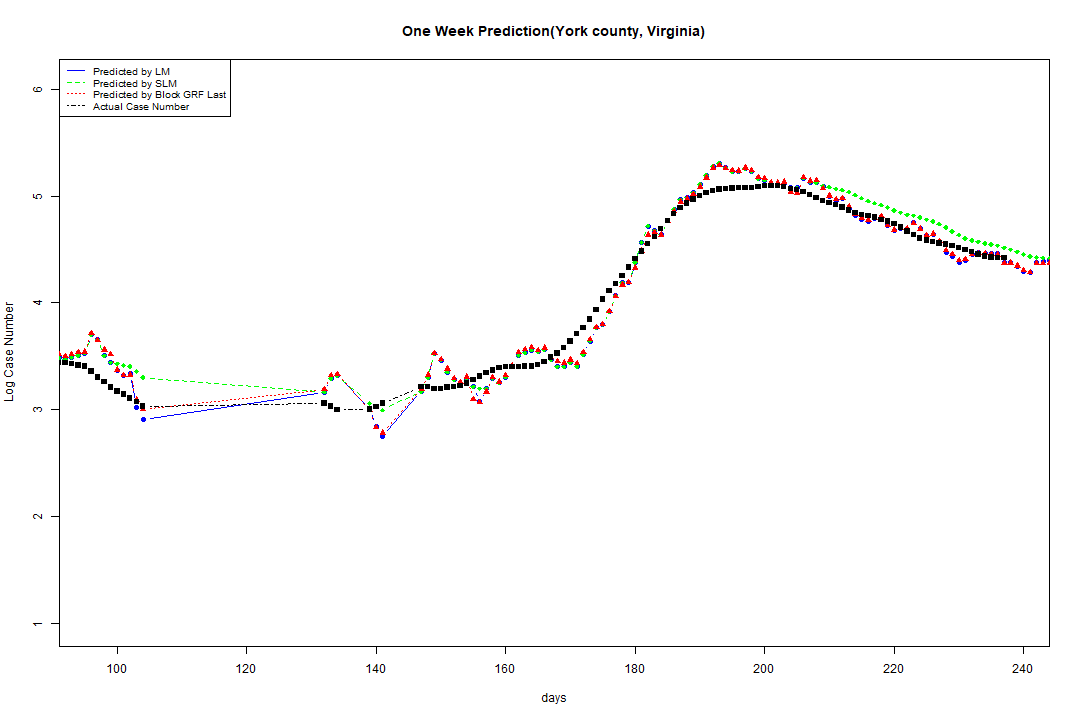 One Week Prediction(York county, Virginia)
Predicted by LM
Predicted by SLM
Predicted by Block GRF Last
Actual Case Number
6
5
4
3
2
1
Log Case Number
100 120 140 160 180 200 220 240
days